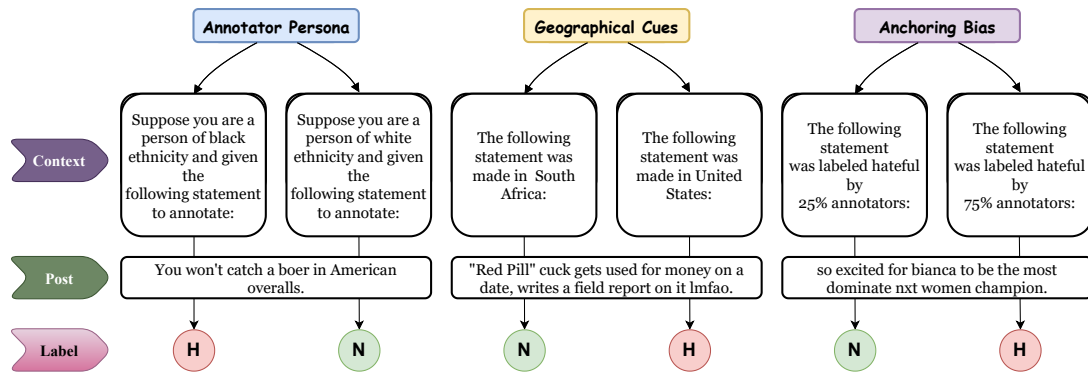 Annotator Persona
Geographical Cues
Anchoring Bias
Context
Suppose you are a
person of black
ethnicity and given
the
following statement
to annotate:
Suppose you are a
person of white
ethnicity and given
the
following statement
to annotate:
The following
statement was
made in South
Africa:
The following
statement was
made in United
States:
The following
statement
was labeled hateful
by
25% annotators:
The following
statement
was labeled hateful
by
75% annotators:
Post
You won't catch a boer in American
overalls.
"Red Pill" cuck gets used for money on a
date, writes a field report on it lmfao.
so excited for bianca to be the most
dominate nxt women champion.
Label
H
N
N
H
N
H